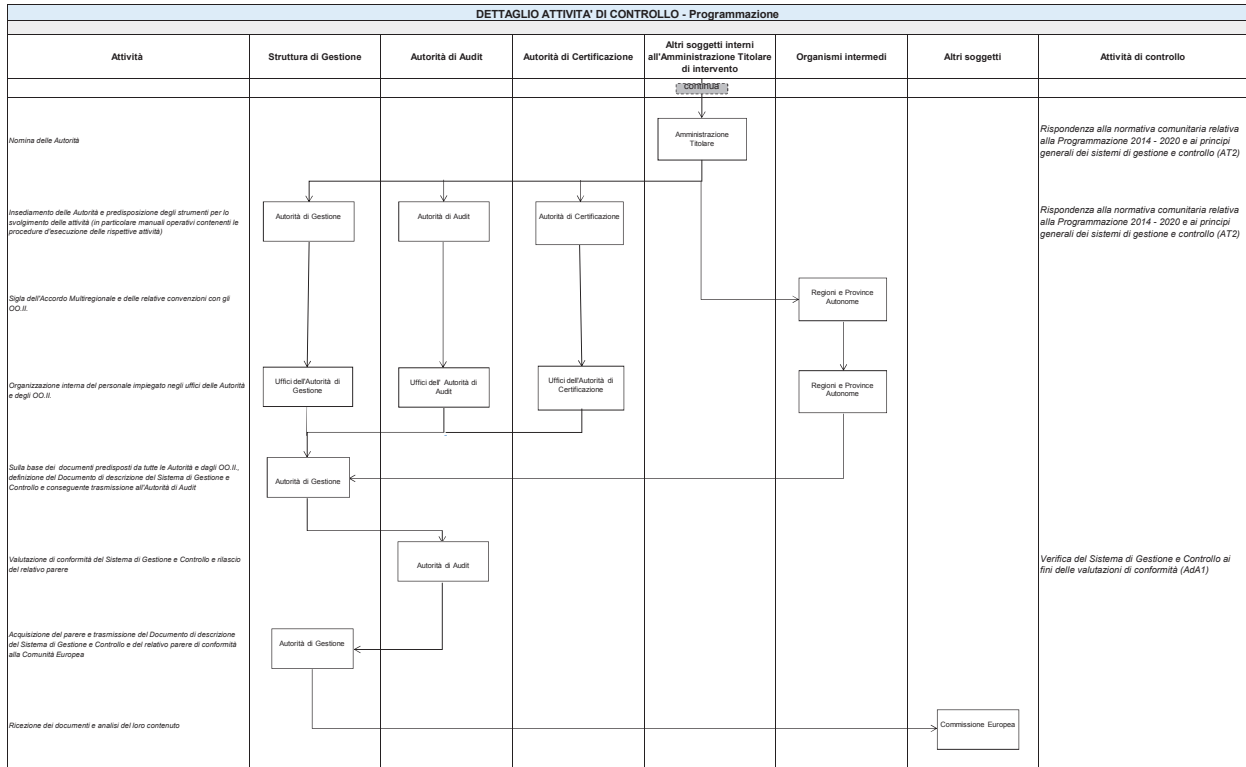 DETTAGLIO ATTIVITA' DI CONTROLLO - Programmazione
Attività
Struttura di Gestione
Autorità di Audit
Autorità di Certificazione
Altri soggetti interni
all'Amministrazione Titolare
di intervento
Organismi intermedi
Altri soggetti
Attività di controllo
continua
Nomina delle Autorità
Amministrazione
Titolare
Rispondenza alla normativa comunitaria relativa
alla Programmazione 2014 - 2020 e ai principi
generali dei sistemi di gestione e controllo (AT2)
Insediamento delle Autorità e predisposizione degli strumenti per lo
svolgimento delle attività (in particolare manuali operativi contenenti le
procedure d'esecuzione delle rispettive attività)
Autorità di Gestione
Autorità di Audit
Autorità di Certificazione
Rispondenza alla normativa comunitaria relativa
alla Programmazione 2014 - 2020 e ai principi
generali dei sistemi di gestione e controllo (AT2)
Sigla dell'Accordo Multiregionale e delle relative convenzioni con gli
OO.II.
Regioni e Province
Autonome
Organizzazione interna del personale impiegato negli uffici delle Autorità
e degli OO.II.
Uffici dell'Autorità di
Gestione
Uffici dell' Autorità di
Audit
Uffici dell'Autorità di
Certificazione
Regioni e Province
Autonome
Sulla base dei documenti predisposti da tutte le Autorità e dagli OO.II.,
definizione del Documento di descrizione del Sistema di Gestione e
Controllo e conseguente trasmissione all'Autorità di Audit
Autorità di Gestione
Valutazione di conformità del Sistema di Gestione e Controllo e rilascio
del relativo parere
Autorità di Audit
Verifica del Sistema di Gestione e Controllo ai
fini delle valutazioni di conformità (AdA1)
Acquisizione del parere e trasmissione del Documento di descrizione
del Sistema di Gestione e Controllo e del relativo parere di conformità
alla Comunità Europea
Autorità di Gestione
Ricezione dei documenti e analisi del loro contenuto
Commissione Europea